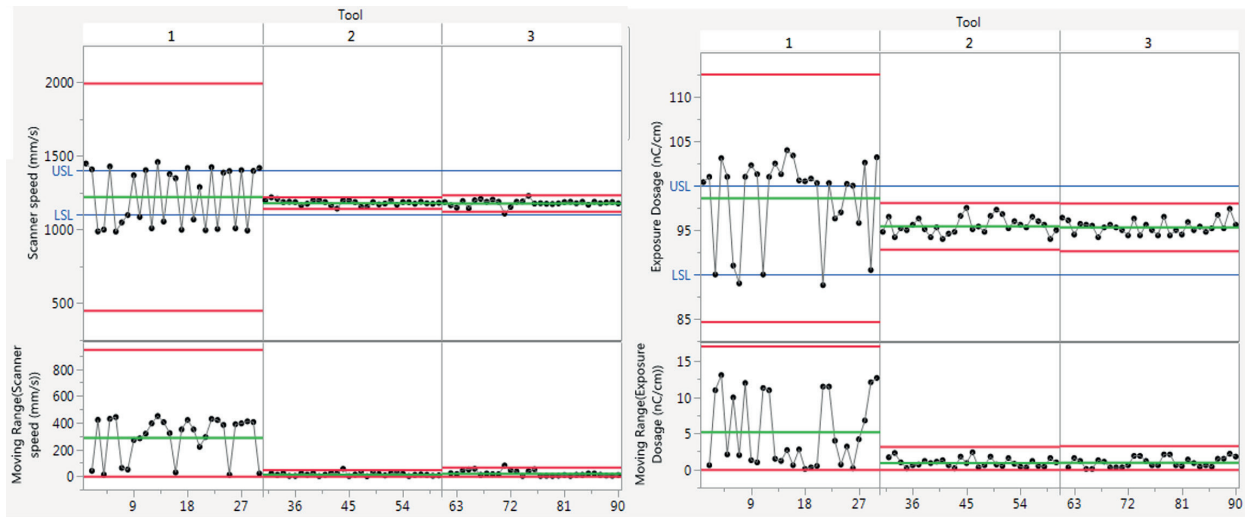 Tool
1 2 3
2000
1500
USL
LSL
1000
500
Scanner speed (mm/s)
800
600
400
200
0
Moving Range(Scanner
speed (mm/s))
9 18 27 36 45 54 63 72 81 90
Tool
1 2 3
110
105
USL
95
LSL
85
Exposure Dosage (nC/cm)
15
10
5
0
Moving Range(Exposure
Dosage (nC/cm)
9 18 27 36 45 54 63 72 81 90